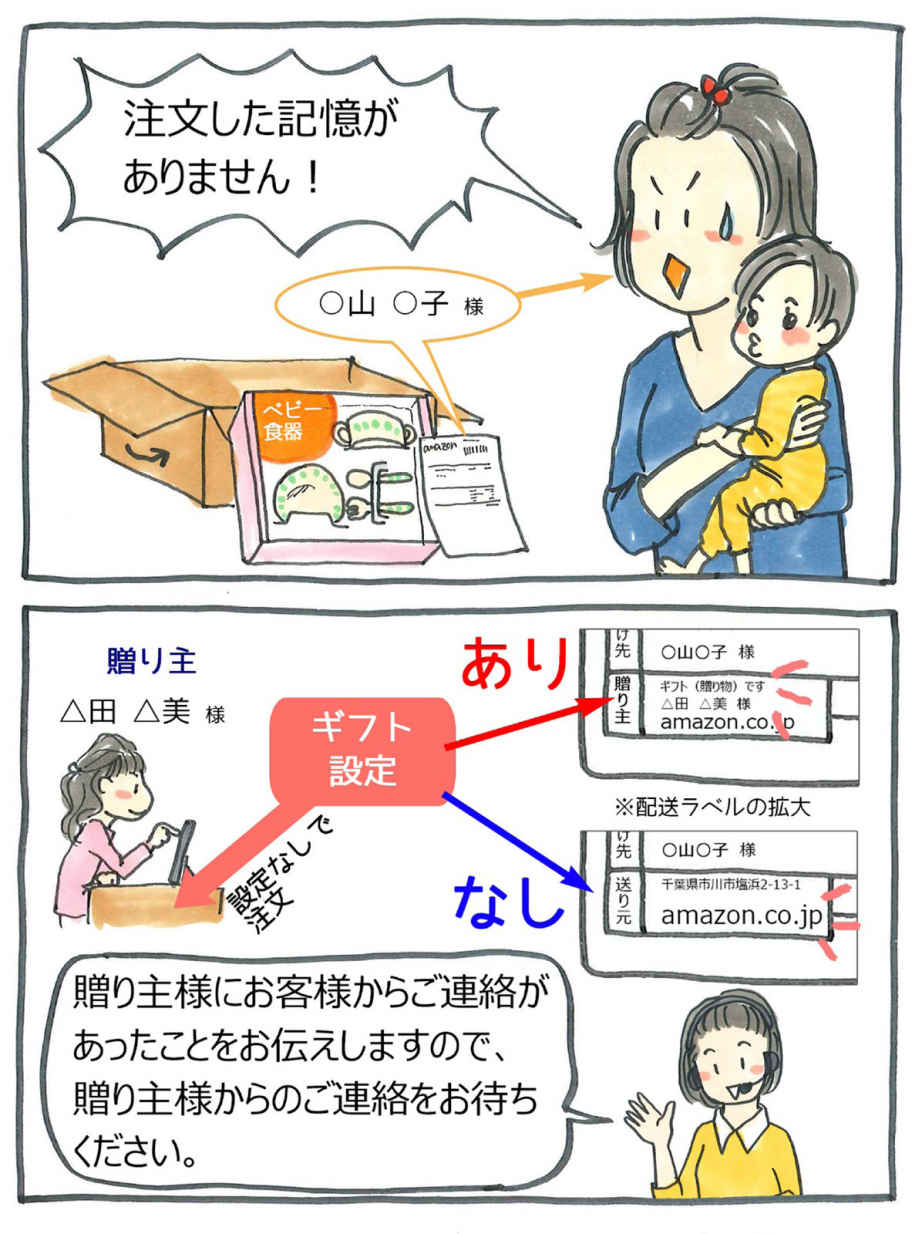 注文した記憶が
ありません！
○山 ○子 様
ベビー
食器
amazon
贈り主
△田 △美 様
ギフト
設定
設定なしで
注文
あり
け先
○山○子 様
贈り主
ギフト（贈り物）です
△田 △美 様
amazon.co.jp
※配送ラベルの拡大
なし
け先
○山○子 様
送り元
千葉県市川市塩浜2-13-1
amazon.co.jp
贈り主様にお客様からご連絡が
あったことをお伝えしますので、
贈り主様からのご連絡をお待ち
ください。